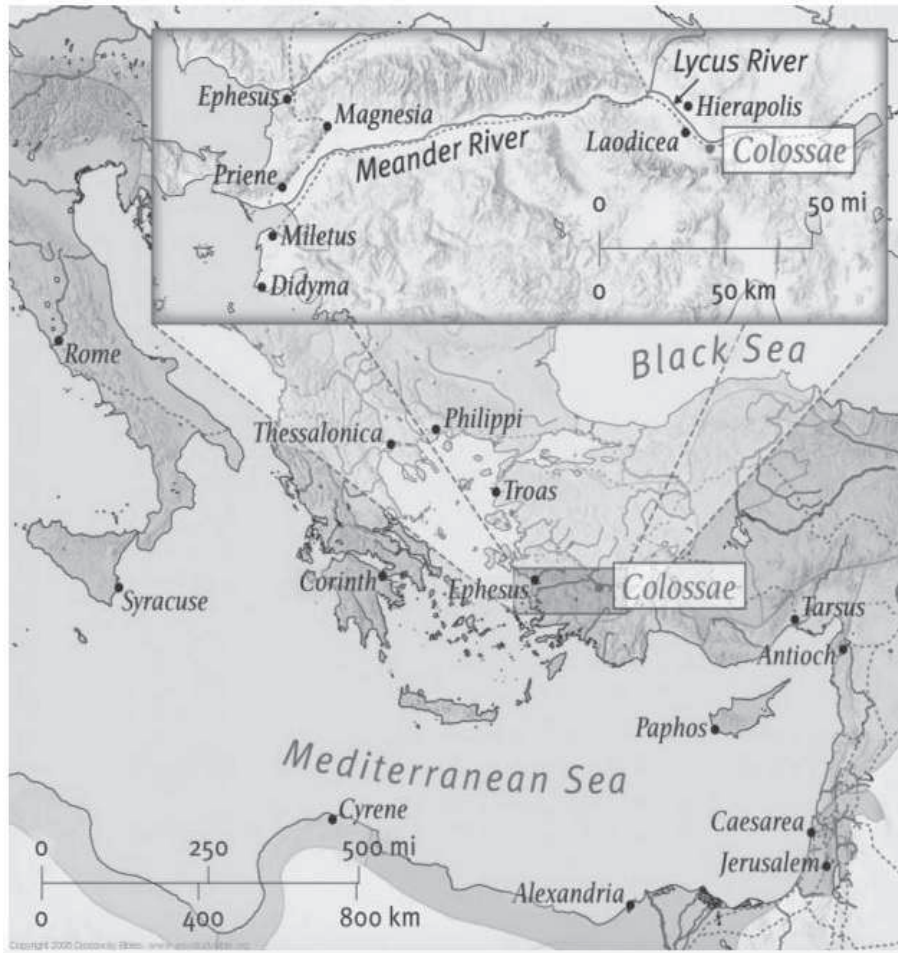 Lycus River
Ephesus
Magnesia
Hierapolis
Laodicea
Colossae
Meander River
Priene
0 50 mi
Miletus
0 50 km
Didyma
Rome
Black Sea
Philippi
Thessalonica
Troas
Corinth
Ephesus
Colossae
Syracuse
Tarsus
Antioch
Paphos
Mediterranean Sea
Cyrene
Caesarea
0 250 500 mi
Jerusalem
Alexandria
0 400 800 km